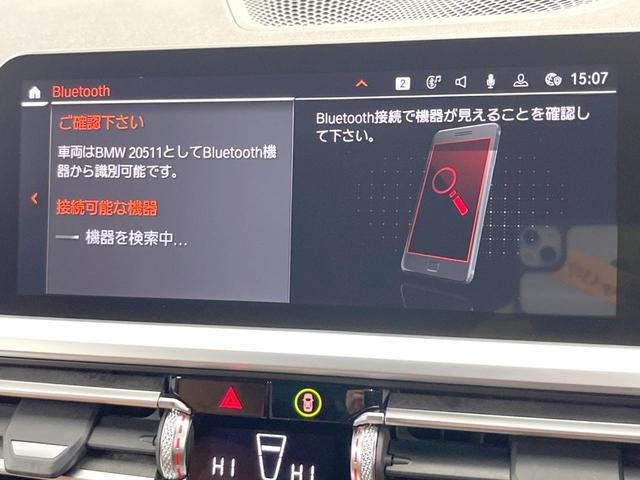 Bluetooth
2
15:07
ご確認下さい
車両はBMW 20511としてBluetooth機
器から識別可能です。
接続可能な機器
機器を検索中...
Bluetooth接続で機器が見えることを確認し
て下さい。
HI
HI